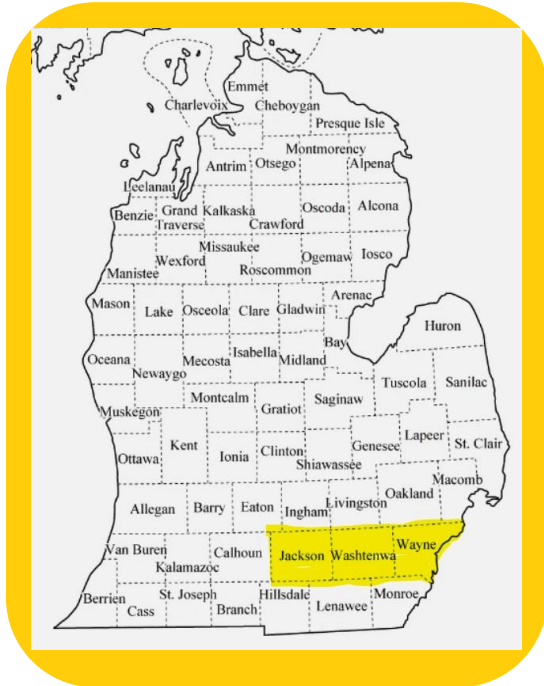 Emmet
Charlevoix
Cheboygan
Presque Isle
Montmorency
Antrim
Otsego
Alpena
Leelanau
Benzie
Grand
Traverse
Kalkaska
Crawford
Oscoda
Alcona
Missaukee
Wexford
Manistee
Roscommon
Ogemaw
Iosco
Arenac
Mason
Lake
Osceola
Clare
Gladwin
Huron
Bay
Oceana
Newaygo
Mecosta
Isabella
Midland
Tuscola
Sanilac
Montcalm
Muskegon
Gratiot
Saginaw
Kent
Ottawa
Ionia
Clinton
Shiawassee
Genesee
Lapeer
St. Clair
Macomb
Oakland
Livingston
Allegan
Barry
Eaton
Ingham
Van Buren
Kalamazoc
Calhoun
Jackson
Washtenwa
Wayne
Berrien
Cass
St. Joseph
Branch
Hillsdale
Lenawee
Monroe